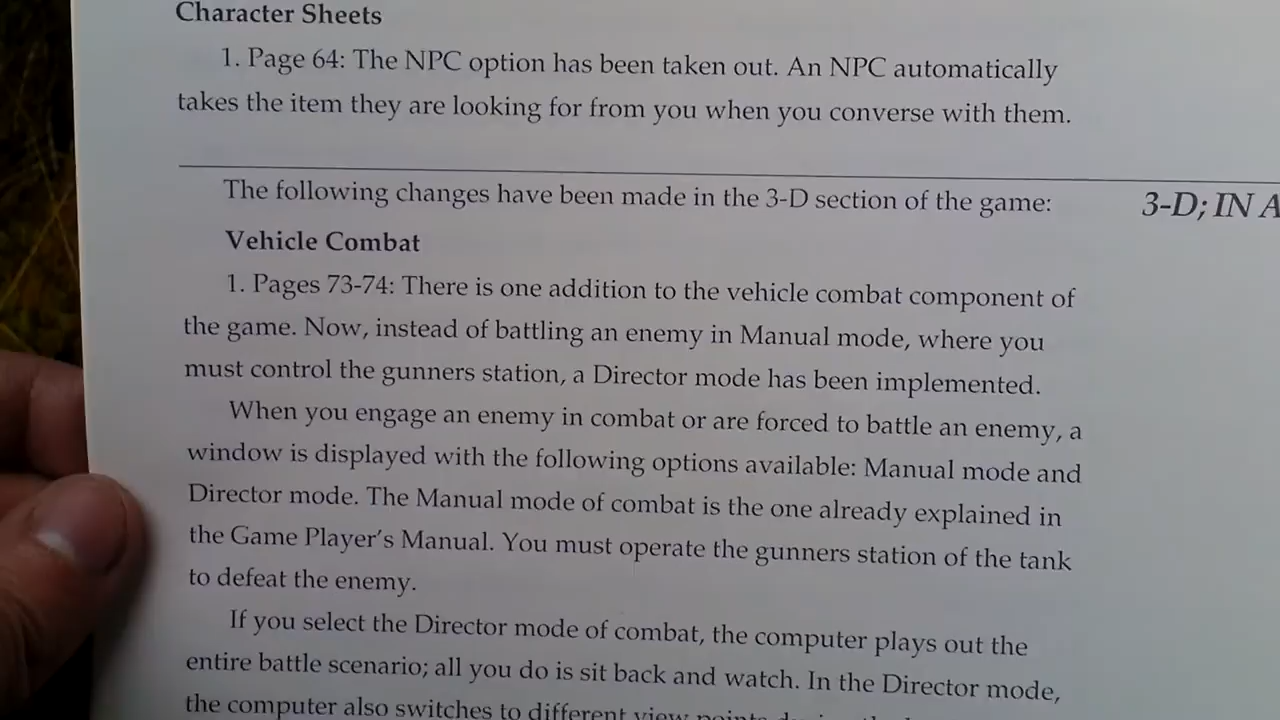 Character Sheets
1. Page 64: The NPC option has been taken out. An NPC automatically
takes the item they are looking for from you when you converse with them.
The following changes have been made in the 3-D section of the game:
3-D; IN A
Vehicle Combat
1. Pages 73-74: There is one addition to the vehicle combat component of
the game. Now, instead of battling an enemy in Manual mode, where you
must control the gunners station, a Director mode has been implemented.
When you engage an enemy in combat or are forced to battle an enemy, a
window is displayed with the following options available: Manual mode and
Director mode. The Manual mode of combat is the one already explained in
the Game Player's Manual. You must operate the gunners station of the tank
to defeat the enemy.
If you select the Director mode of combat, the computer plays out the
entire battle scenario; all you do is sit back and watch. In the Director mode,
the computer also switches to different view points